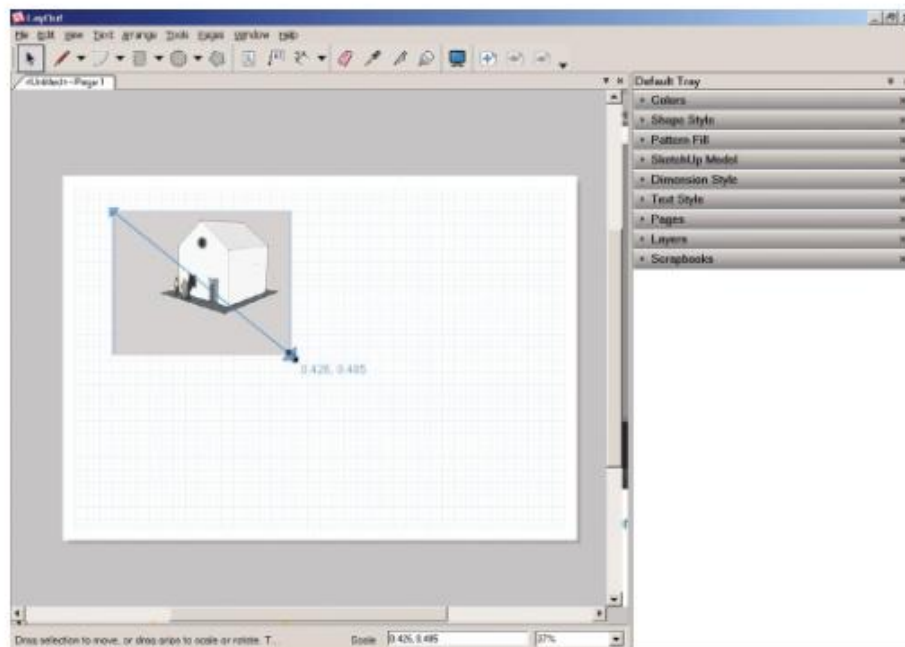 LayOut
File Edit View Text Arrange Tools Pages Window Help
<Untitled> - Page 1
Default Tray
Colors
Shape Style
Pattern Fill
SketchUp Model
Dimension Style
Text Style
Pages
Layers
Scrapbooks
0.426, 0.485
Drag selection to move, or drag grips to scale or rotate. T...
Scale
0.426, 0.485
37%